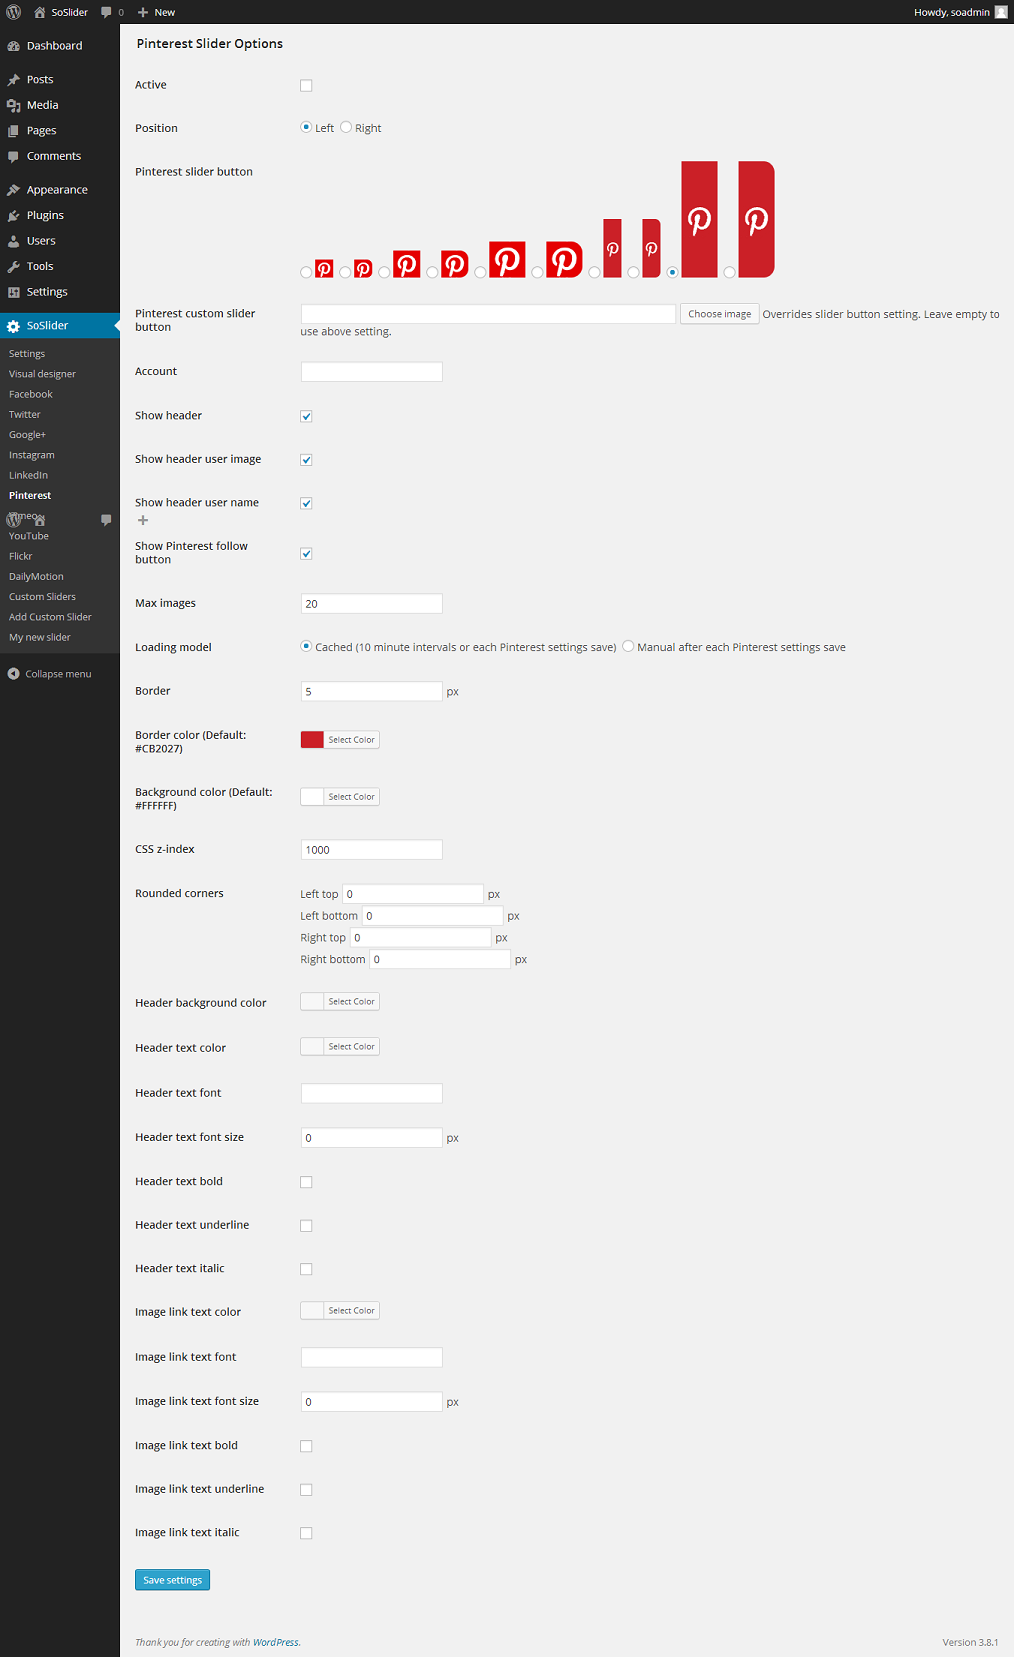 SoSlider 0 New Howdy, soadmin
Dashboard
Posts
Media
Pages
Comments
Appearance
Plugins
Users
Tools
Settings
SoSlider
Settings
Visual designer
Facebook
Twitter
Google+
Instagram
LinkedIn
Pinterest
Vimeo
YouTube
Flickr
DailyMotion
Custom Sliders
Add Custom Slider
My new slider
Collapse menu
Pinterest Slider Options
Active
Position Left Right
Pinterest slider button
Pinterest custom slider
button
Choose image Overrides slider button setting. Leave empty to
use above setting.
Account
Show header
Show header user image
Show header user name
Show Pinterest follow
button
Max images 20
Loading model Cached (10 minute intervals or each Pinterest settings save) Manual after each Pinterest settings save
Border 5 px
Border color (Default:
#CB2027)
Select Color
Background color (Default:
#FFFFFF)
Select Color
CSS z-index 1000
Rounded corners Left top 0 px
Left bottom 0 px
Right top 0 px
Right bottom 0 px
Header background color Select Color
Header text color Select Color
Header text font
Header text font size 0 px
Header text bold
Header text underline
Header text italic
Image link text color Select Color
Image link text font
Image link text font size 0 px
Image link text bold
Image link text underline
Image link text italic
Save settings
Thank you for creating with WordPress. Version 3.8.1